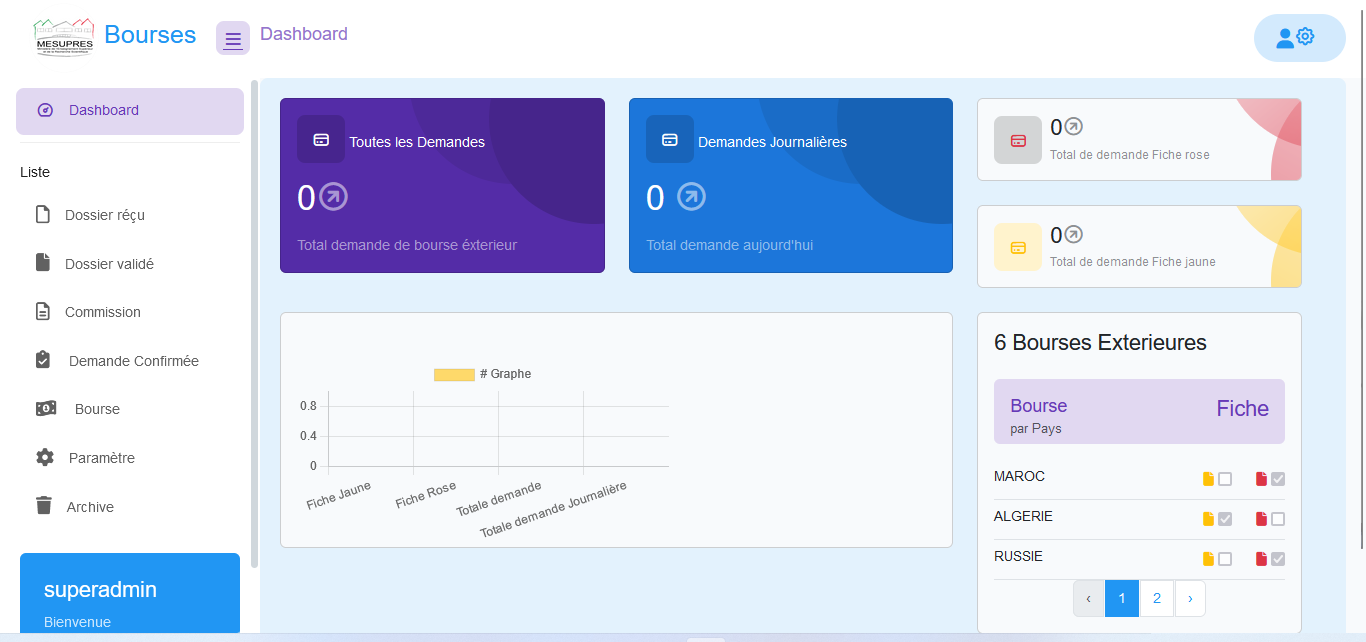 MESUPRES
Bourses
Dashboard
Dashboard
Liste
Dossier réçu
Dossier validé
Commission
Demande Confirmée
Bourse
Paramètre
Archive
superadmin
Bienvenue
Toutes les Demandes
0
Total demande de bourse éxterieur
Demandes Journalières
0
Total demande aujourd'hui
0
Total de demande Fiche rose
0
Total de demande Fiche jaune
# Graphe
0.8
0.4
0
Fiche Jaune
Fiche Rose
Totale demande
Totale demande Journalière
6 Bourses Exterieures
Bourse
Fiche
par Pays
MAROC
ALGERIE
RUSSIE
‹ 1 2 ›